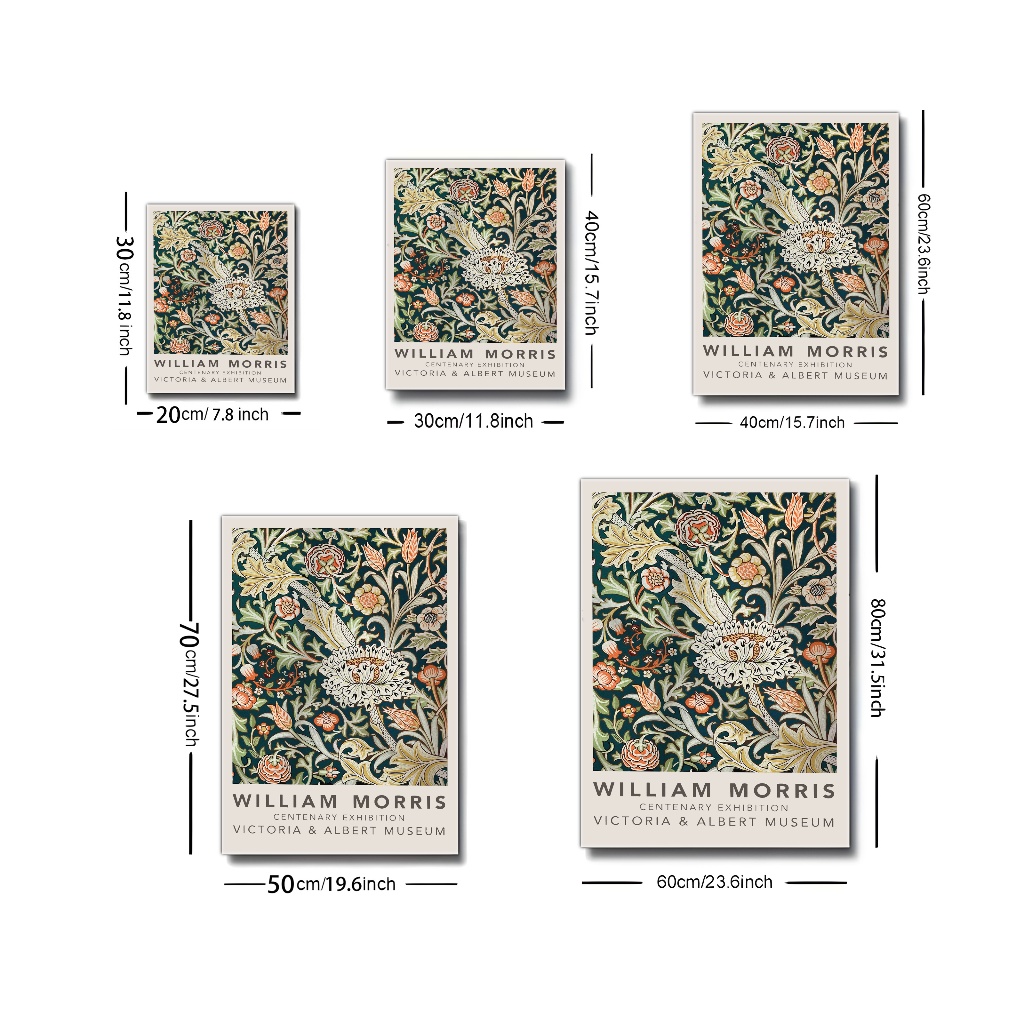 30cm/11.8 inch
WILLIAM MORRIS
CENTENARY EXHIBITION
VICTORIA & ALBERT MUSEUM
20cm/ 7.8 inch
40cm/15.7inch
WILLIAM MORRIS
CENTENARY EXHIBITION
VICTORIA & ALBERT MUSEUM
30cm/11.8inch
60cm/23.6inch
WILLIAM MORRIS
CENTENARY EXHIBITION
VICTORIA & ALBERT MUSEUM
40cm/15.7inch
70cm/27.5inch
WILLIAM MORRIS
CENTENARY EXHIBITION
VICTORIA & ALBERT MUSEUM
50cm/19.6inch
80cm/31.5inch
WILLIAM MORRIS
CENTENARY EXHIBITION
VICTORIA & ALBERT MUSEUM
60cm/23.6inch